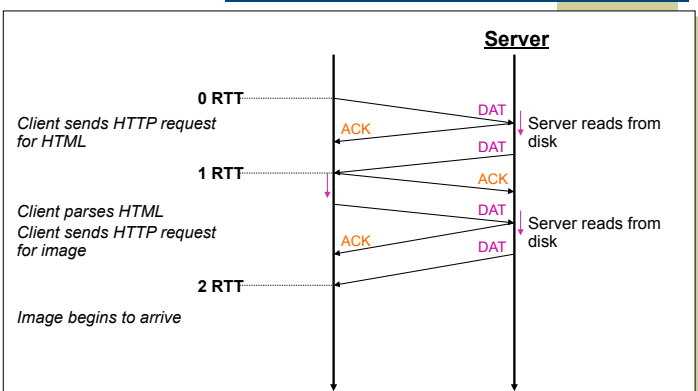 Server
0 RTT
DAT
Client sends HTTP request
for HTML
ACK
Server reads from
disk
DAT
1 RTT
ACK
Client parses HTML
DAT
Client sends HTTP request
for image
Server reads from
disk
ACK
DAT
2 RTT
Image begins to arrive